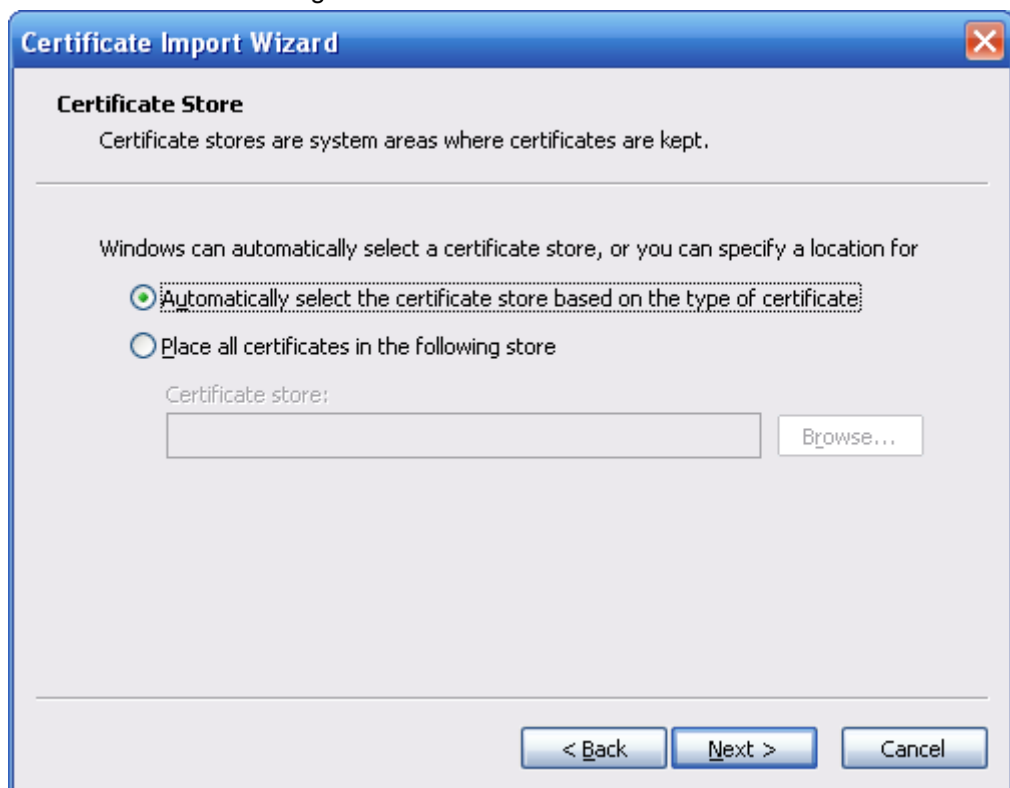 Certificate Import Wizard
Certificate Store
Certificate stores are system areas where certificates are kept.
Windows can automatically select a certificate store, or you can specify a location for
Automatically select the certificate store based on the type of certificate
Place all certificates in the following store
Certificate store:
Browse...
< Back
Next >
Cancel